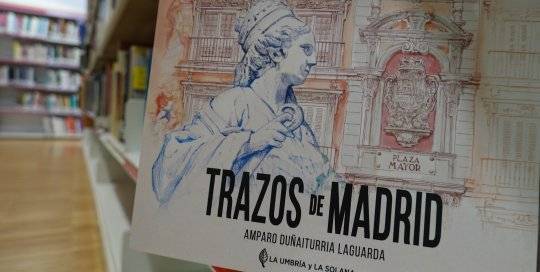 PLAZA
MAYOR
TRAZOS DE MADRID
AMPARO DUÑAITURRIA LAGUARDA
LA UMBRÍA y LA SOLANA